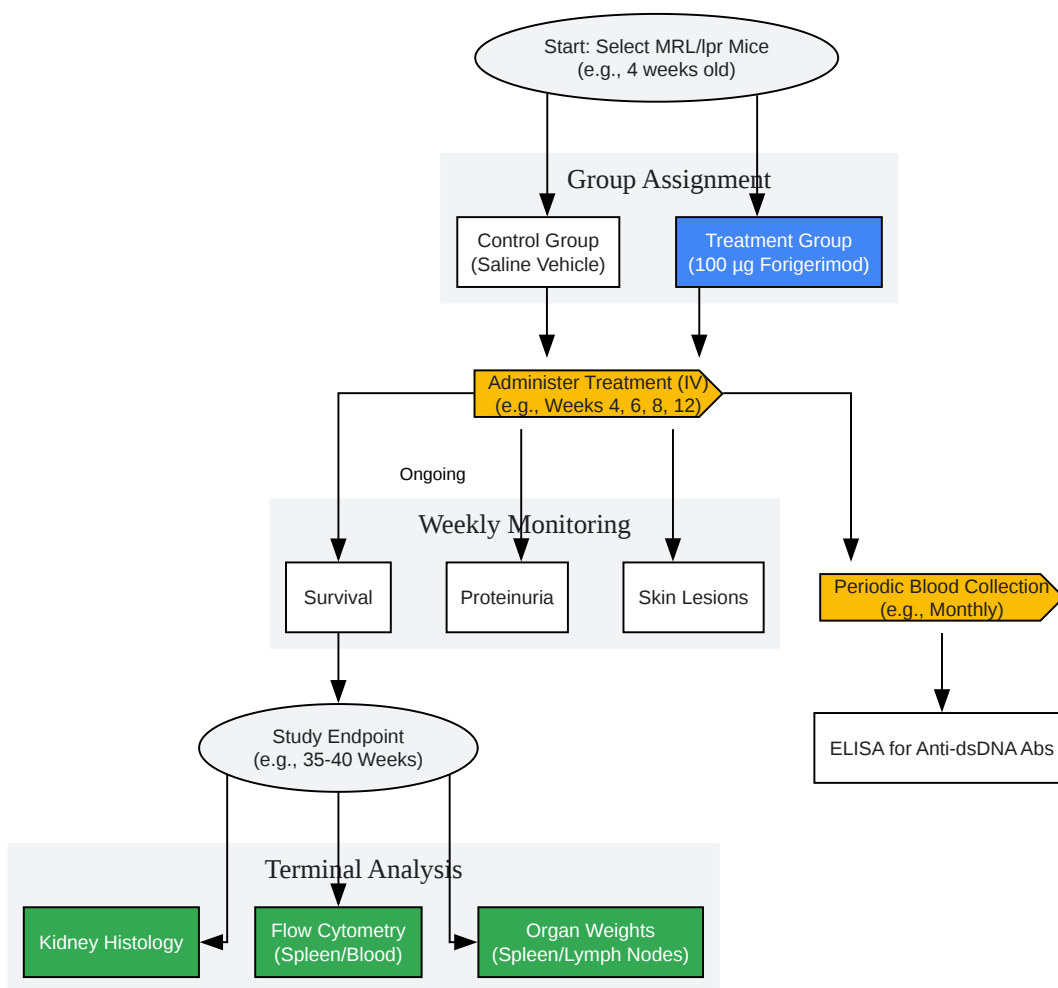 Start: Select MRL/lpr Mice
(e.g., 4 weeks old)
Group Assignment
Control Group
(Saline Vehicle)
Treatment Group
(100 µg Forigerimod)
Administer Treatment (IV)
(e.g., Weeks 4, 6, 8, 12)
Ongoing
Weekly Monitoring
Survival
Proteinuria
Skin Lesions
Periodic Blood Collection
(e.g., Monthly)
Study Endpoint
(e.g., 35-40 Weeks)
ELISA for Anti-dsDNA Abs
Terminal Analysis
Kidney Histology
Flow Cytometry
(Spleen/Blood)
Organ Weights
(Spleen/Lymph Nodes)